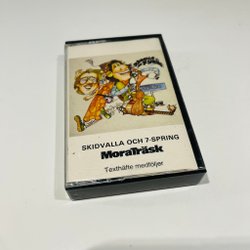 SKIDVALLA OCH 7-SPRING
MoraTräsk
Texthäfte medföljer